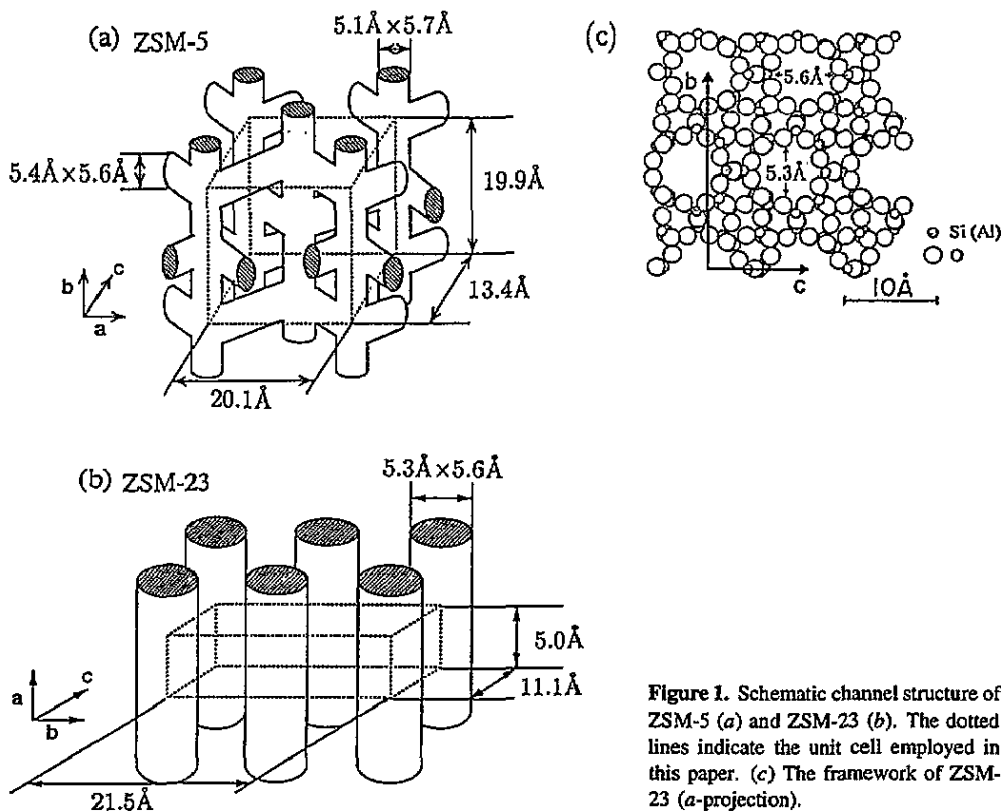 (a) ZSM-5
5.1Å×5.7Å
5.4Å×5.6Å
19.9Å
13.4Å
20.1Å
b
c
a
(c)
b
5.6Å
5.3Å
c
Si (Al)
O
10Å
(b) ZSM-23
5.3Å×5.6Å
5.0Å
11.1Å
21.5Å
a
c
b
Figure 1. Schematic channel structure of
ZSM-5 (a) and ZSM-23 (b). The dotted
lines indicate the unit cell employed in
this paper. (c) The framework of ZSM-
23 (a-projection).